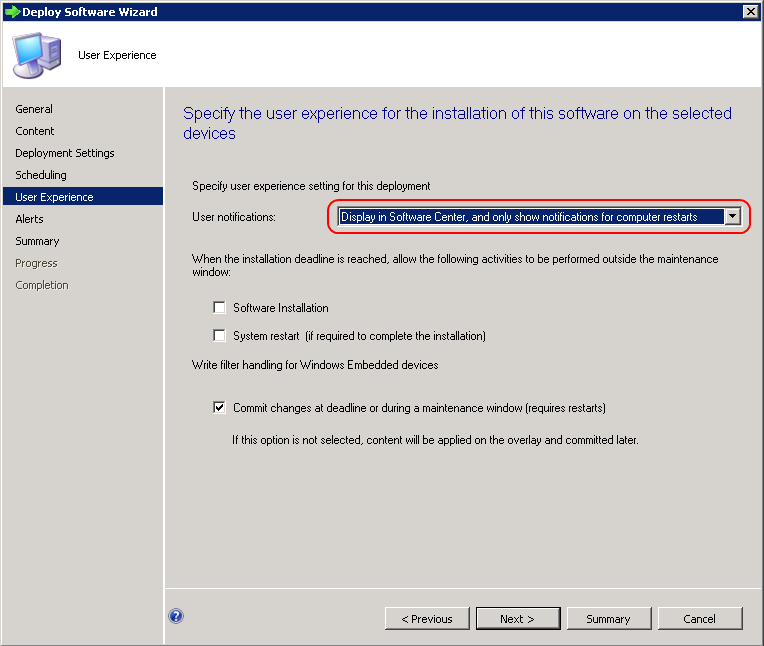 Deploy Software Wizard
User Experience
General
Content
Deployment Settings
Scheduling
User Experience
Alerts
Summary
Progress
Completion
Specify the user experience for the installation of this software on the selected
devices
Specify user experience setting for this deployment
User notifications:
Display in Software Center, and only show notifications for computer restarts
When the installation deadline is reached, allow the following activities to be performed outside the maintenance
window:
Software Installation
System restart (if required to complete the installation)
Write filter handling for Windows Embedded devices
Commit changes at deadline or during a maintenance window (requires restarts)
If this option is not selected, content will be applied on the overlay and committed later.
?
< Previous
Next >
Summary
Cancel